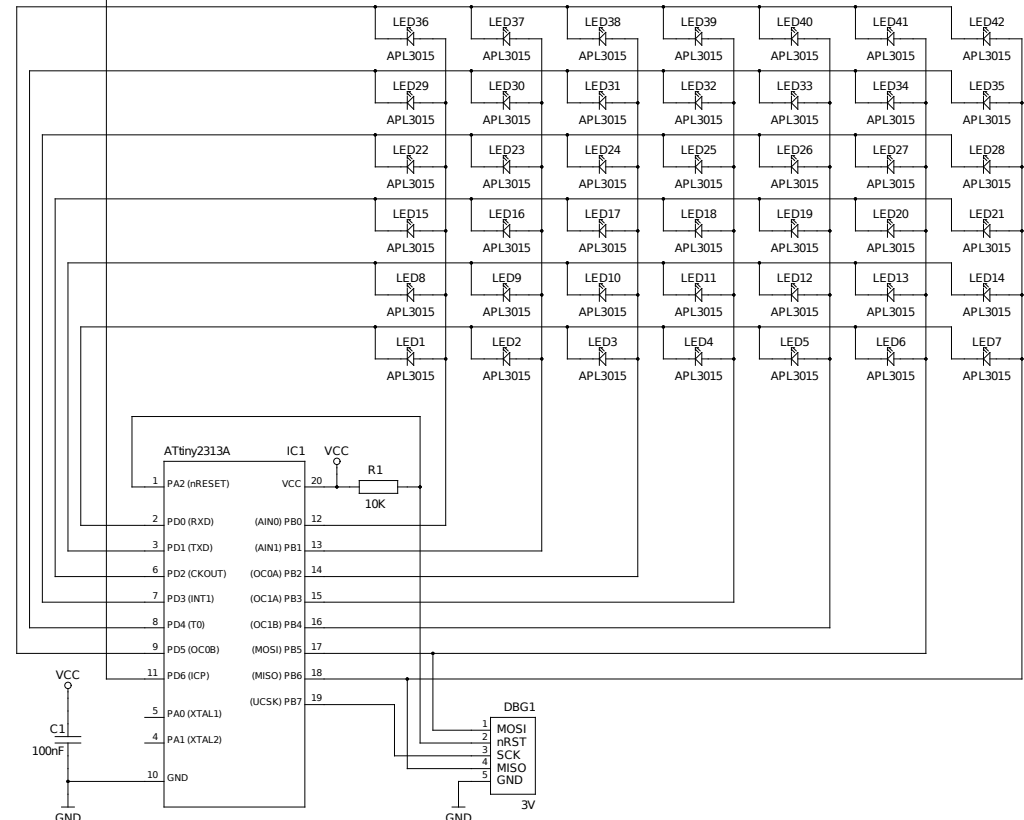 LED36 LED37 LED38 LED39 LED40 LED41 LED42
APL3015 APL3015 APL3015 APL3015 APL3015 APL3015 APL3015
LED29 LED30 LED31 LED32 LED33 LED34 LED35
APL3015 APL3015 APL3015 APL3015 APL3015 APL3015 APL3015
LED22 LED23 LED24 LED25 LED26 LED27 LED28
APL3015 APL3015 APL3015 APL3015 APL3015 APL3015 APL3015
LED15 LED16 LED17 LED18 LED19 LED20 LED21
APL3015 APL3015 APL3015 APL3015 APL3015 APL3015 APL3015
LED8 LED9 LED10 LED11 LED12 LED13 LED14
APL3015 APL3015 APL3015 APL3015 APL3015 APL3015 APL3015
LED1 LED2 LED3 LED4 LED5 LED6 LED7
APL3015 APL3015 APL3015 APL3015 APL3015 APL3015 APL3015
ATtiny2313A IC1 VCC
R1
1 PA2 (nRESET) VCC 20
10K
2 PD0 (RXD) (AIN0) PB0 12
3 PD1 (TXD) (AIN1) PB1 13
6 PD2 (CKOUT) (OC0A) PB2 14
7 PD3 (INT1) (OC1A) PB3 15
8 PD4 (T0) (OC1B) PB4 16
9 PD5 (OC0B) (MOSI) PB5 17
VCC 11 PD6 (ICP) (MISO) PB6 18
(UCSK) PB7 19
DBG1
5 PA0 (XTAL1)
C1 1 MOSI
4 PA1 (XTAL2) 2 nRST
100nF 3 SCK
4 MISO
10 GND 5 GND
3V
GND GND